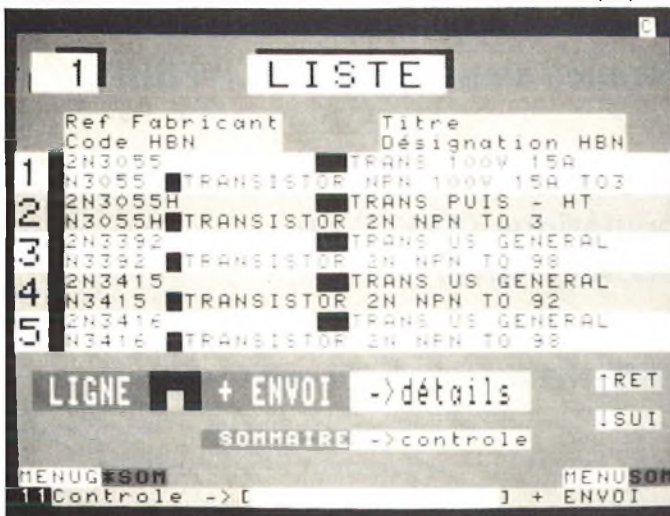 C
1 LISTE
Ref Fabricant Titre
Code HBN Désignation HBN
1 2N3055 TRANS 100V 15A
N3055 TRANSISTOR NPN 100V 15A TO3
2 2N3055H TRANS PUIS - HT
N3055H TRANSISTOR 2N NPN TO 3
3 2N3392 TRANS US GENERAL
N3392 TRANSISTOR 2N NPN TO 98
4 2N3415 TRANS US GENERAL
N3415 TRANSISTOR 2N NPN TO 92
5 2N3416 TRANS US GENERAL
N3416 TRANSISTOR 2N NPN TO 98
LIGNE + ENVOI ->détails ↑RET
↓SUI
SOMMAIRE ->controle
MENUG *SOM MENU SOM
11 Controle ->[ ] + ENVOI